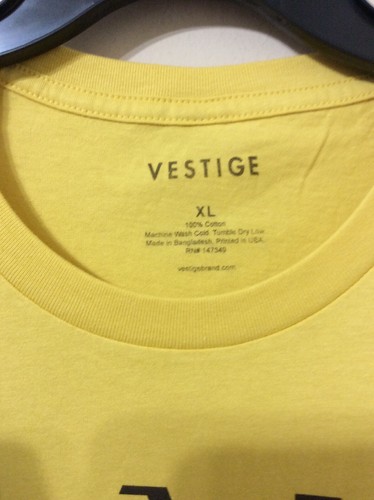 VESTIGE
XL
100% Cotton
Machine Wash Cold. Tumble Dry Low.
Made in Bangladesh, Printed in USA.
RN# 147349
vestigebrand.com